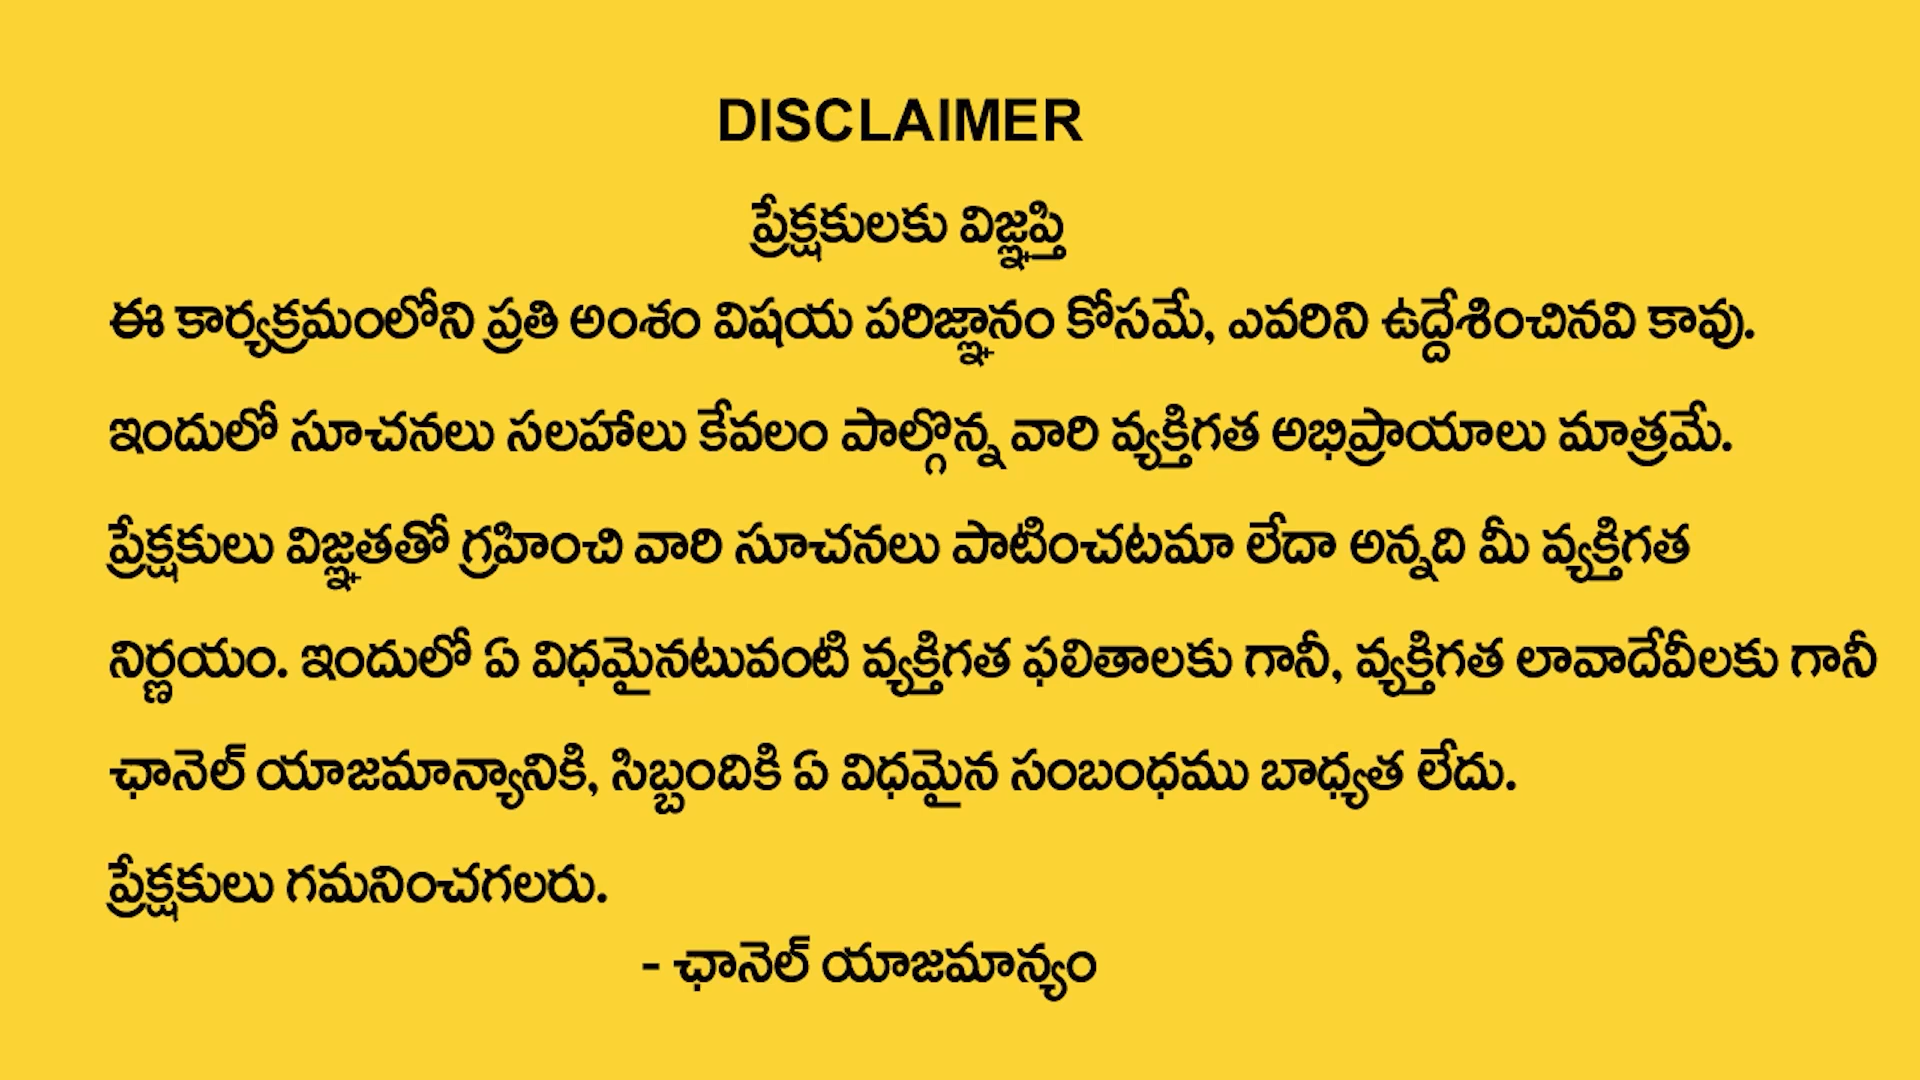 DISCLAIMER
ప్రేక్షకులకు విజ్ఞప్తి
ఈ కార్యక్రమంలోని ప్రతి అంశం విషయ పరిజ్ఞానం కోసమే, ఎవరిని ఉద్దేశించినవి కావు.
ఇందులో సూచనలు సలహాలు కేవలం పాల్గొన్న వారి వ్యక్తిగత అభిప్రాయాలు మాత్రమే.
ప్రేక్షకులు విజ్ఞతతో గ్రహించి వారి సూచనలు పాటించటమా లేదా అన్నది మీ వ్యక్తిగత
నిర్ణయం. ఇందులో ఏ విధమైనటువంటి వ్యక్తిగత ఫలితాలకు గానీ, వ్యక్తిగత లావాదేవీలకు గానీ
ఛానెల్ యాజమాన్యానికి, సిబ్బందికి ఏ విధమైన సంబంధము బాధ్యత లేదు.
ప్రేక్షకులు గమనించగలరు.
- ఛానెల్ యాజమాన్యం